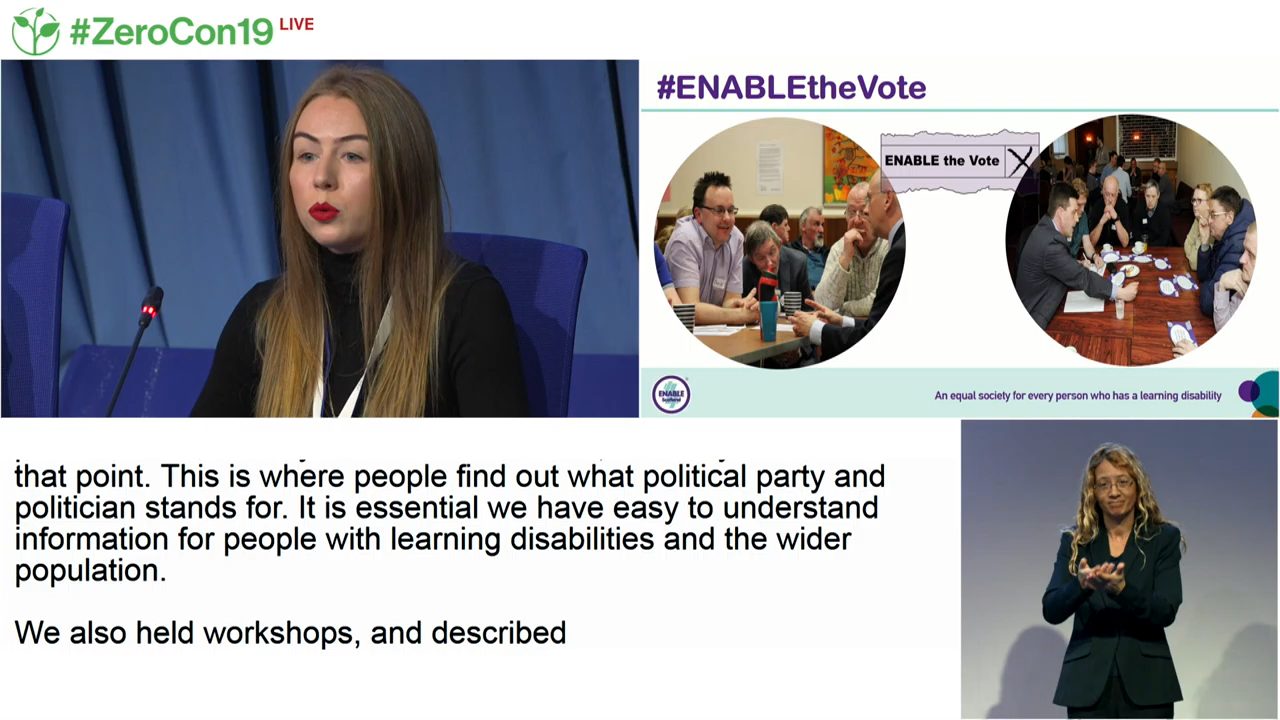 #ZeroCon19 LIVE
#ENABLEtheVote
ENABLE the Vote
ENABLE
Scotland
An equal society for every person who has a learning disability
that point. This is where people find out what political party and
politician stands for. It is essential we have easy to understand
information for people with learning disabilities and the wider
population.
We also held workshops, and described